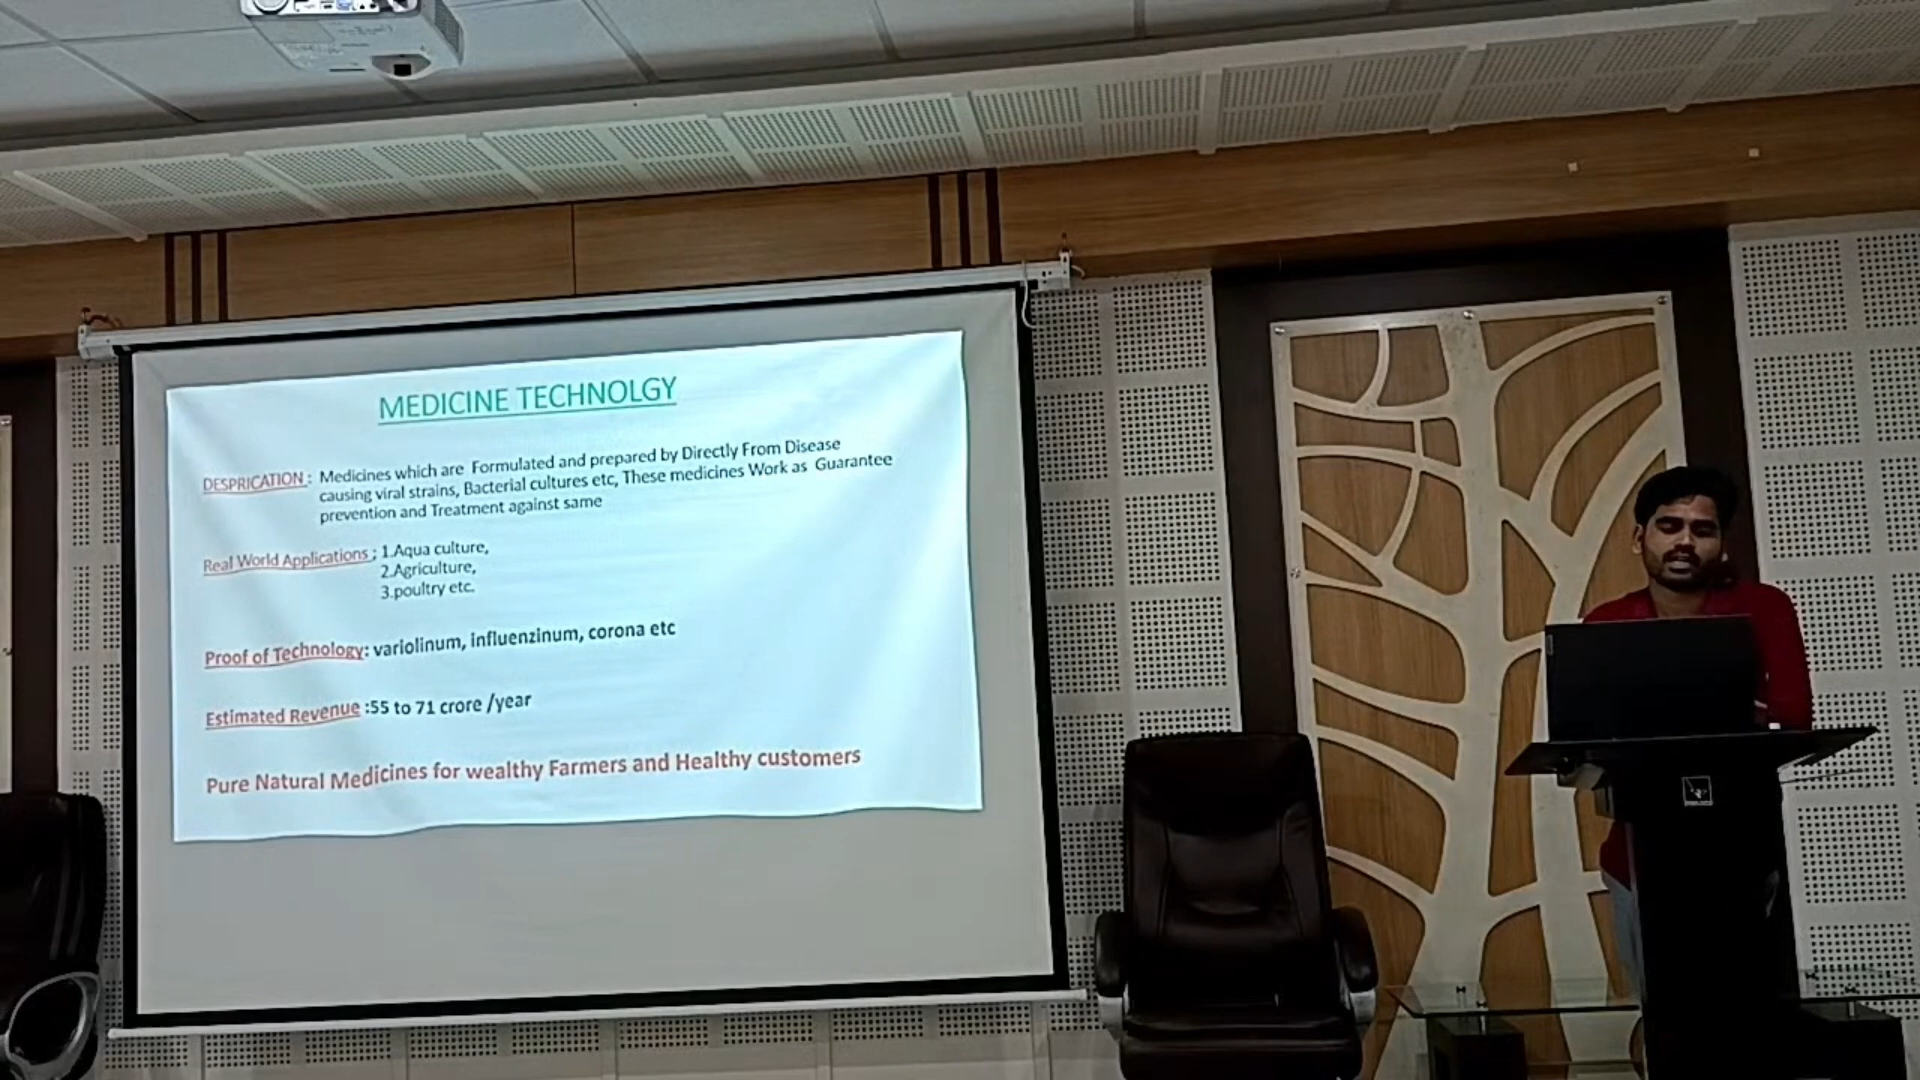 MEDICINE TECHNOLGY
DESPRICATION : Medicines which are Formulated and prepared by Directly From Disease
causing viral strains, Bacterial cultures etc, These medicines Work as Guarantee
prevention and Treatment against same
Real World Applications ; 1.Aqua culture,
2.Agriculture,
3.poultry etc.
Proof of Technology: variolinum, influenzinum, corona etc
Estimated Revenue :55 to 71 crore /year
Pure Natural Medicines for wealthy Farmers and Healthy customers